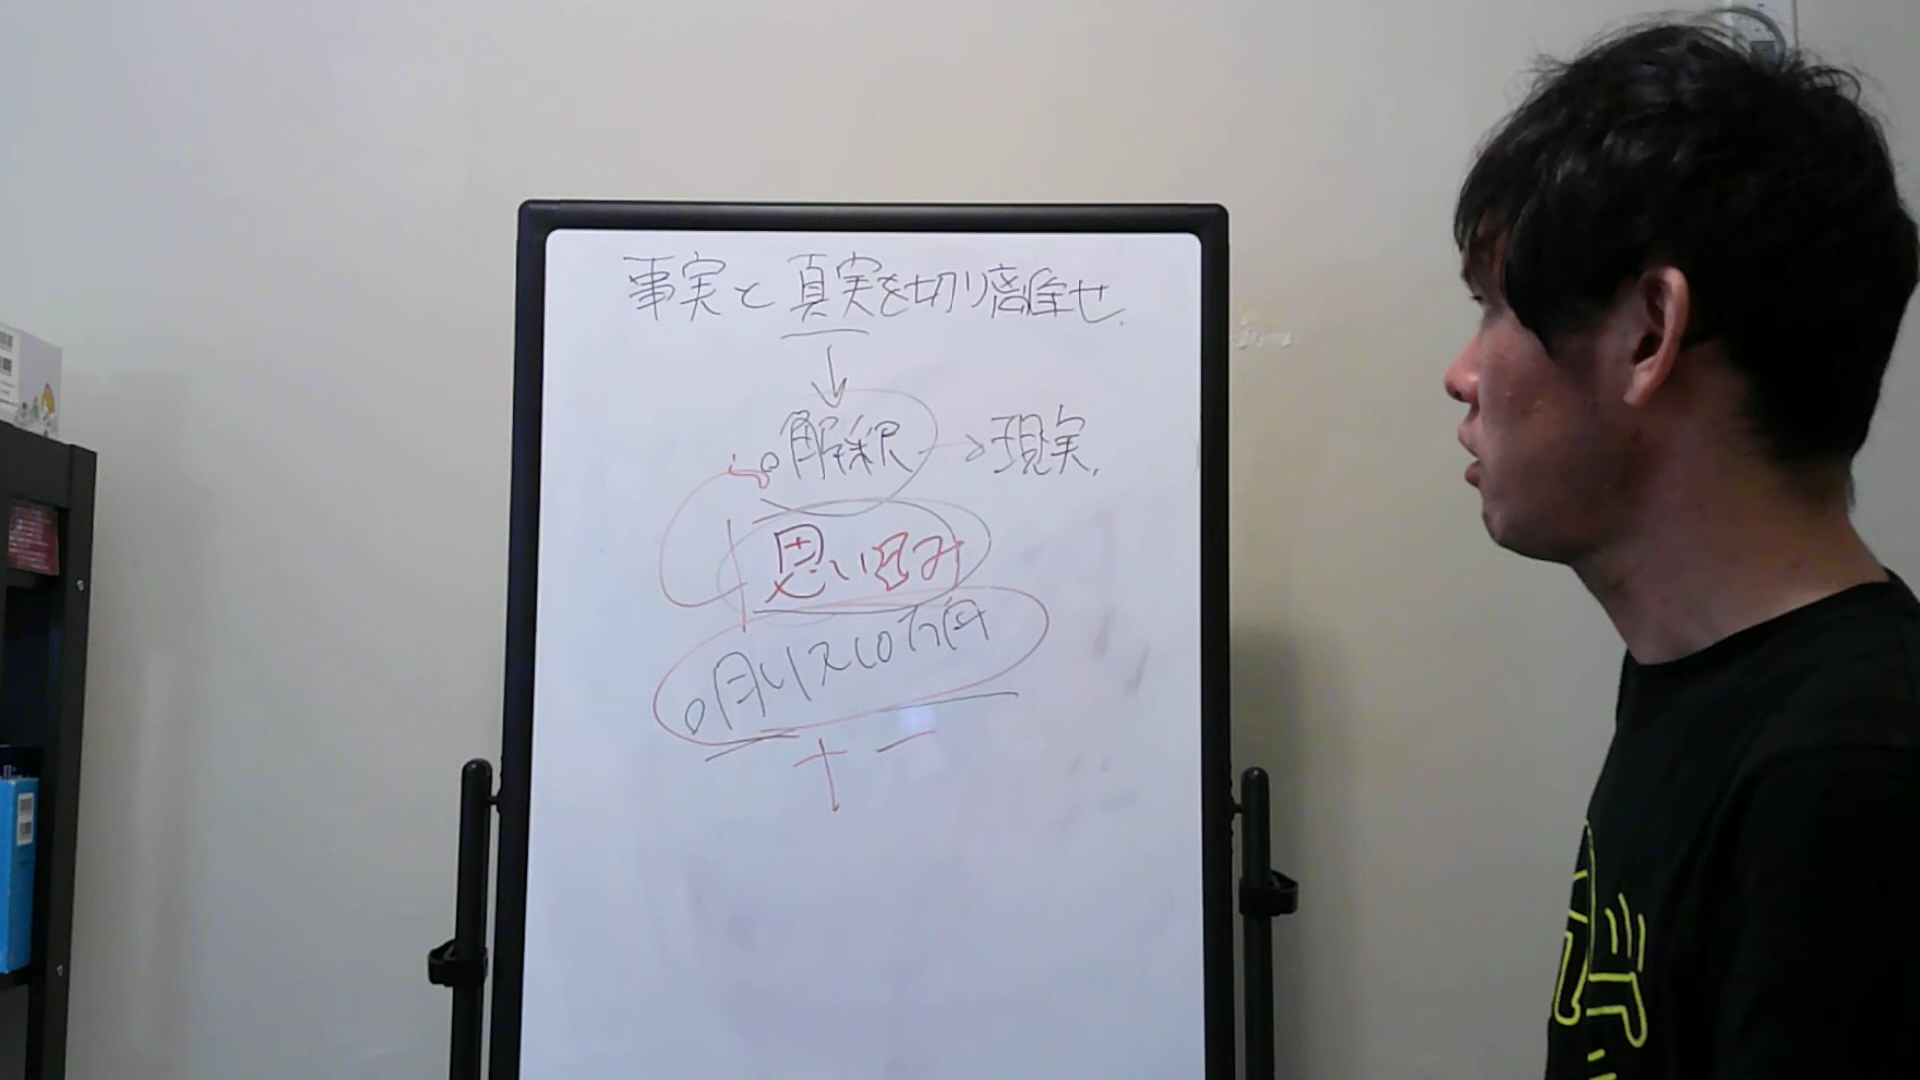 事実と真実を切り離せ.
↓
○解釈 → 現実.
思い込み
○月収10万円
+ −